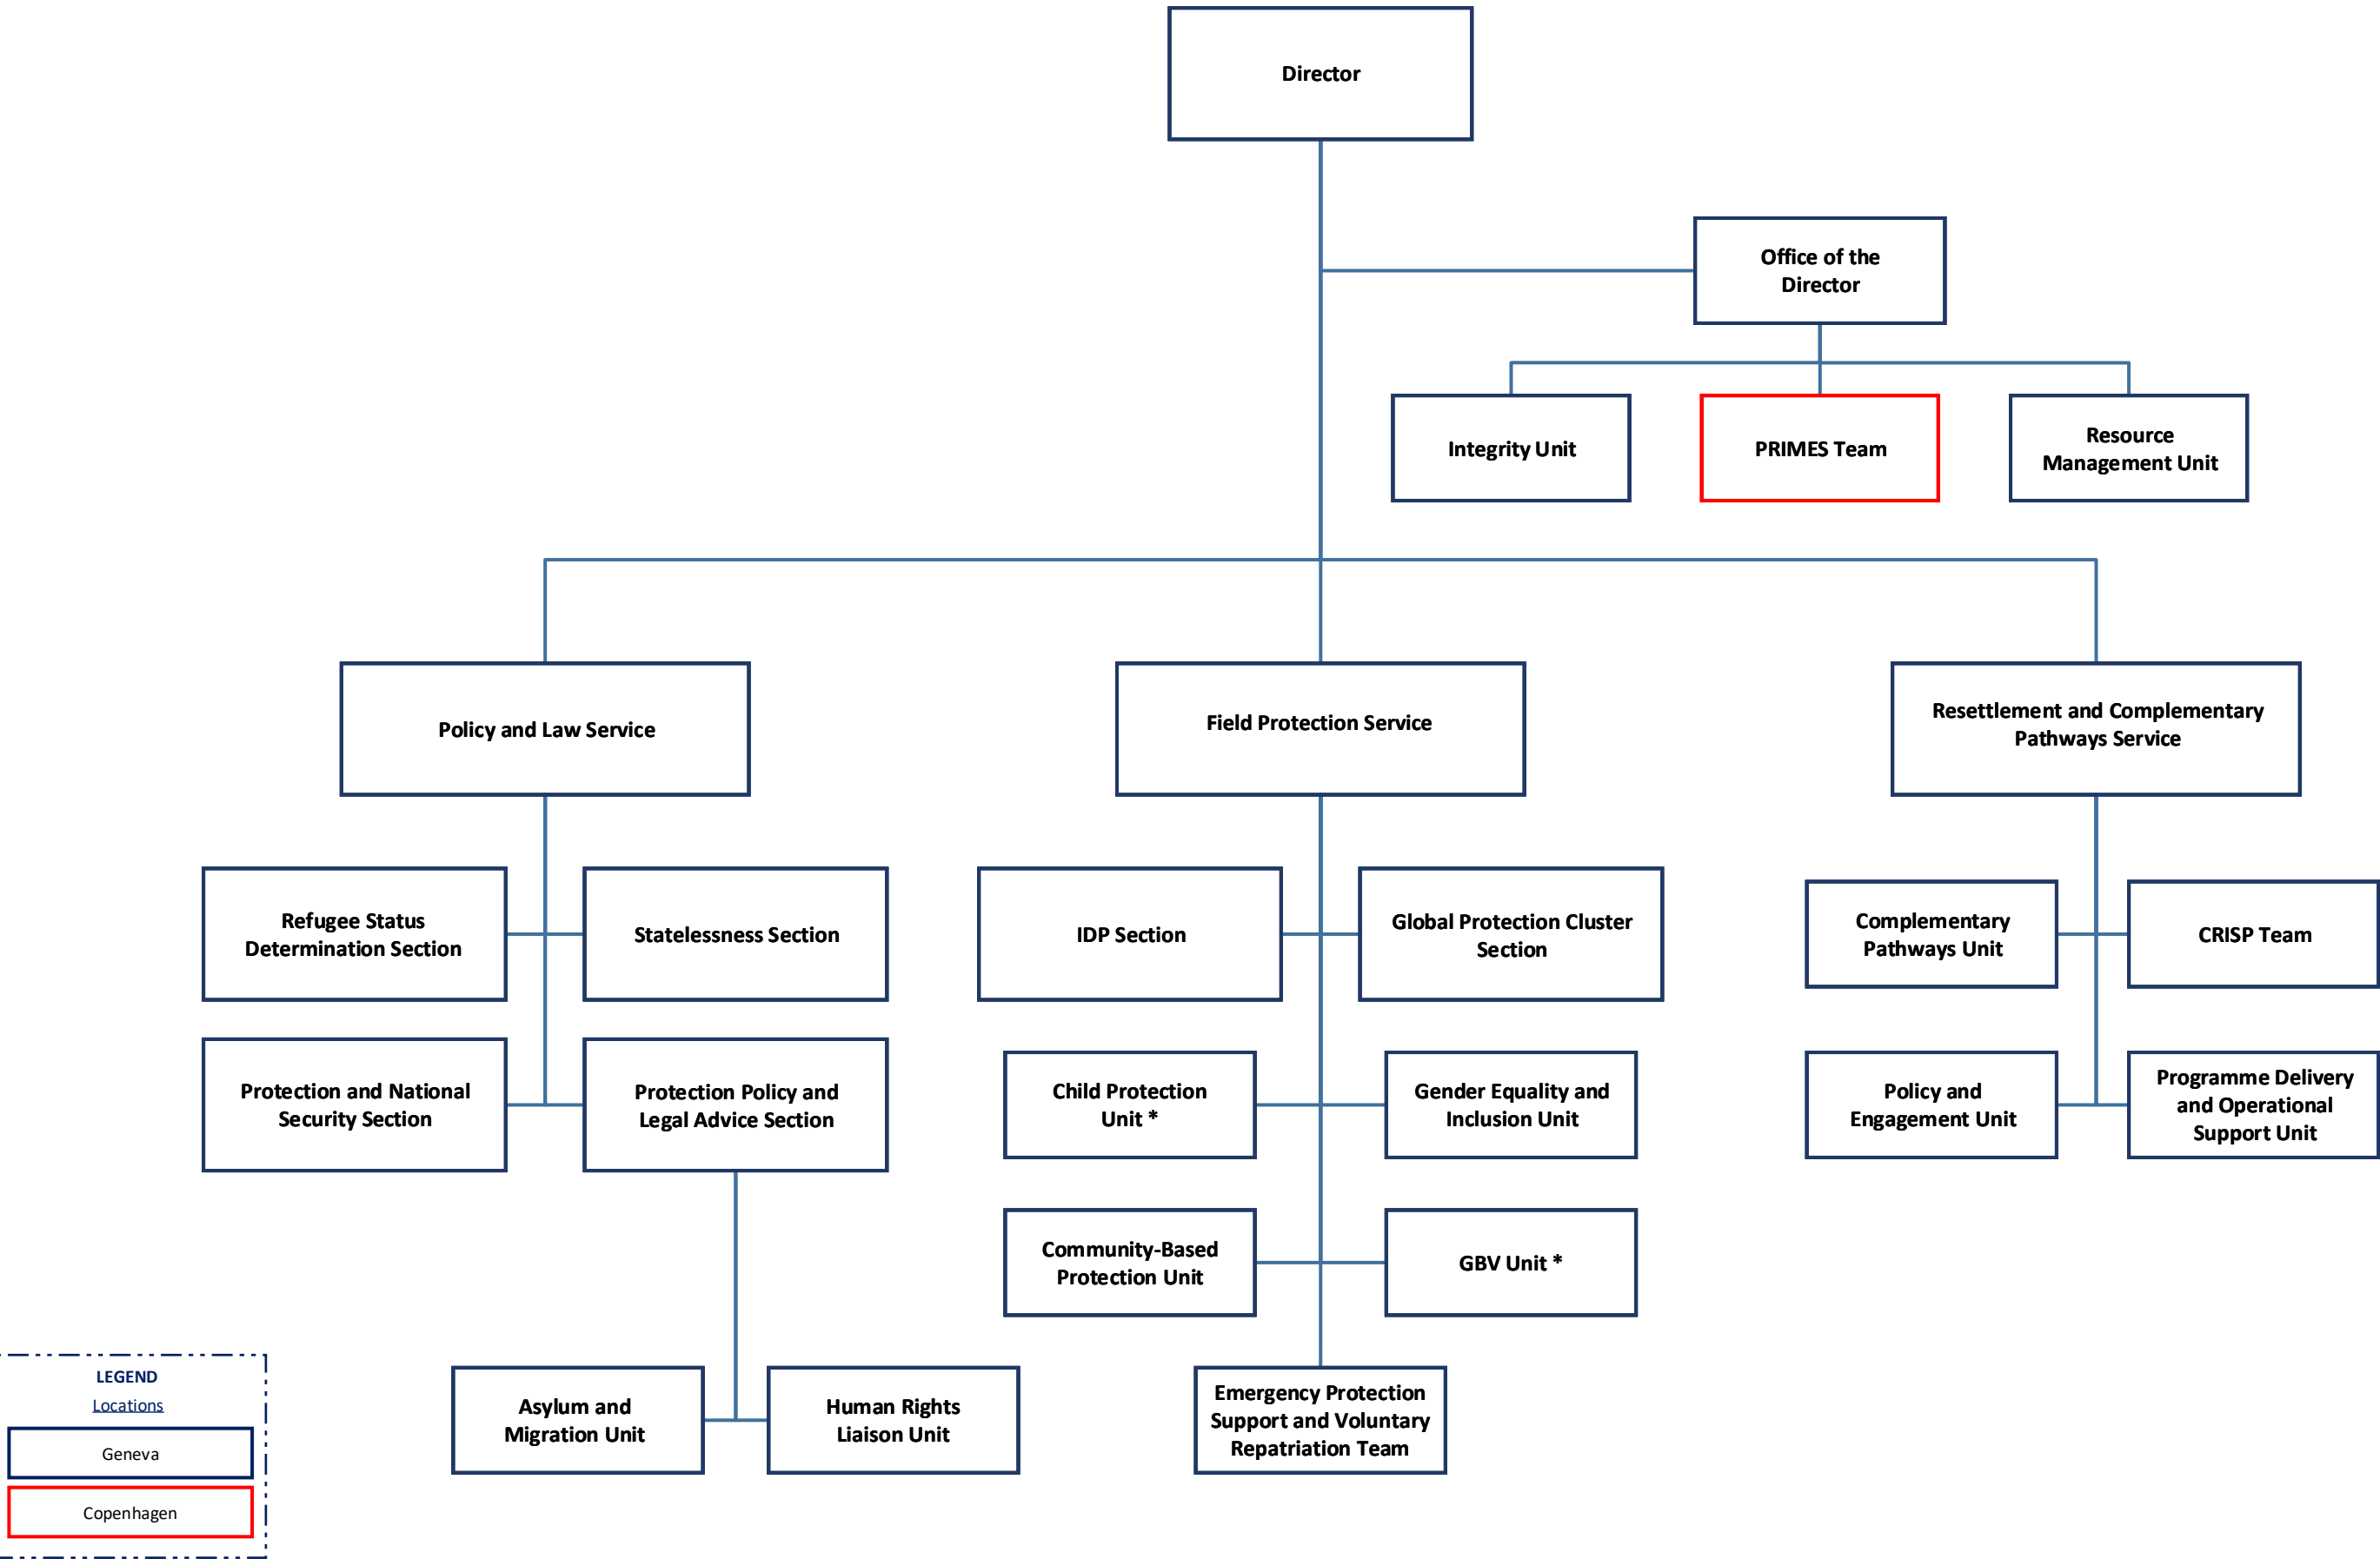 Director
Office of the
Director
Integrity Unit
PRIMES Team
Resource
Management Unit
Policy and Law Service
Field Protection Service
Resettlement and Complementary
Pathways Service
Refugee Status
Determination Section
Statelessness Section
IDP Section
Global Protection Cluster
Section
Complementary
Pathways Unit
CRISP Team
Protection and National
Security Section
Protection Policy and
Legal Advice Section
Child Protection
Unit *
Gender Equality and
Inclusion Unit
Policy and
Engagement Unit
Programme Delivery
and Operational
Support Unit
Community-Based
Protection Unit
GBV Unit *
Asylum and
Migration Unit
Human Rights
Liaison Unit
Emergency Protection
Support and Voluntary
Repatriation Team
LEGEND
Locations
Geneva
Copenhagen